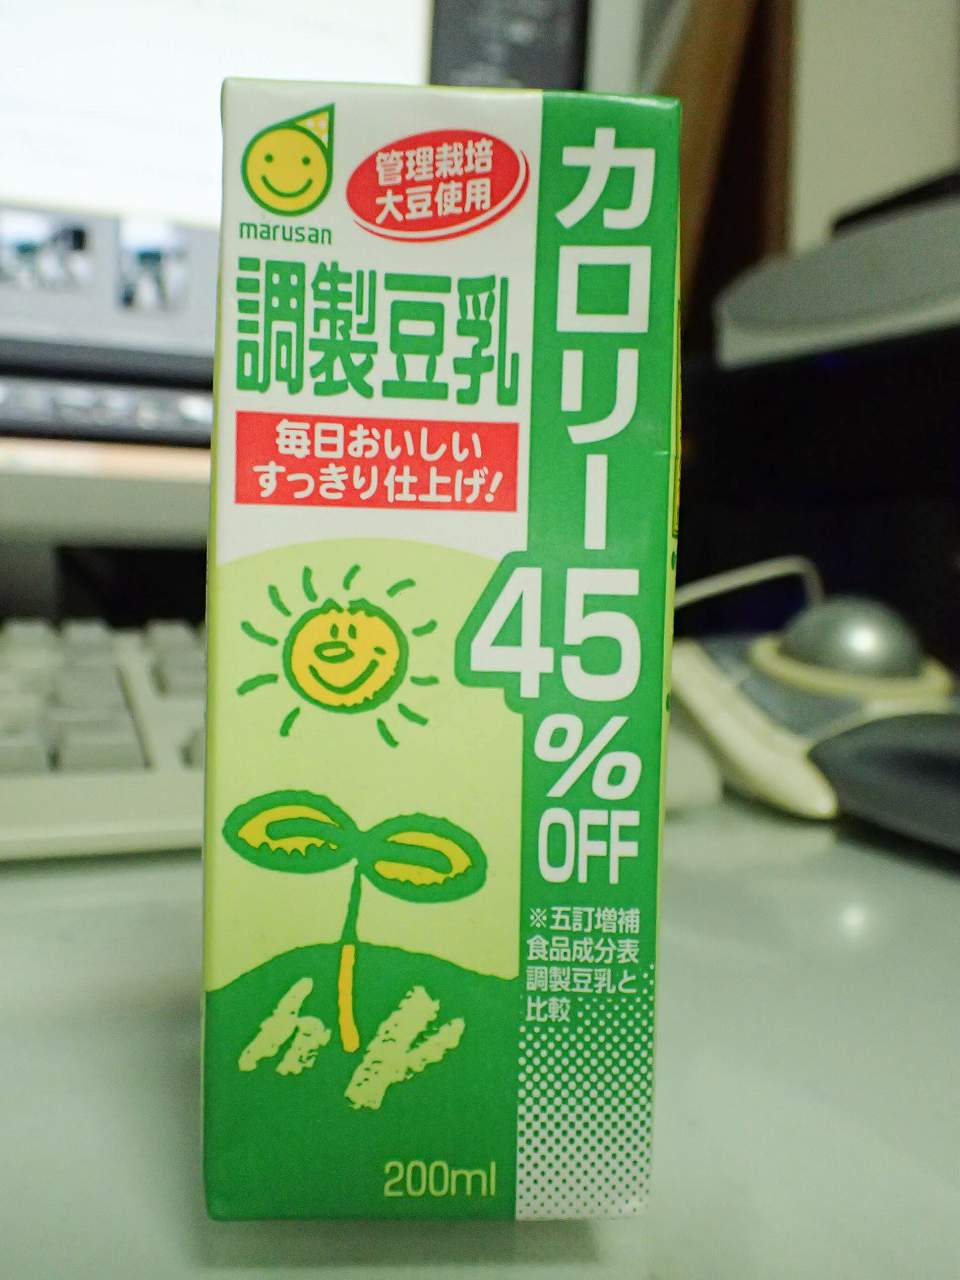 marusan
管理栽培
大豆使用
調製豆乳
毎日おいしい
すっきり仕上げ!
カロリー
45
%
OFF
※五訂増補
食品成分表
調製豆乳と
比較
200ml